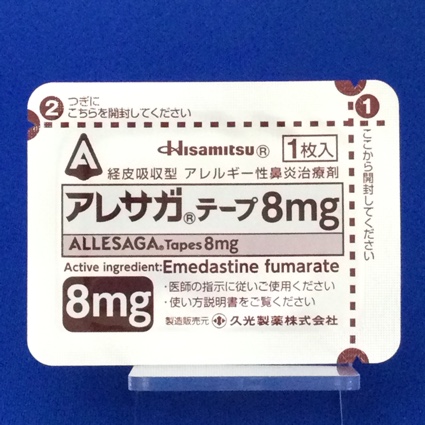 ② つぎに
こちらを開封してください
①
ここから開封してください
Hisamitsu® 1枚入
経皮吸収型 アレルギー性鼻炎治療剤
アレサガ®テープ8mg
ALLESAGA®Tapes8mg
Active ingredient:Emedastine fumarate
8mg
・医師の指示に従いご使用ください
・使い方説明書をご覧ください
製造販売元 久光製薬株式会社